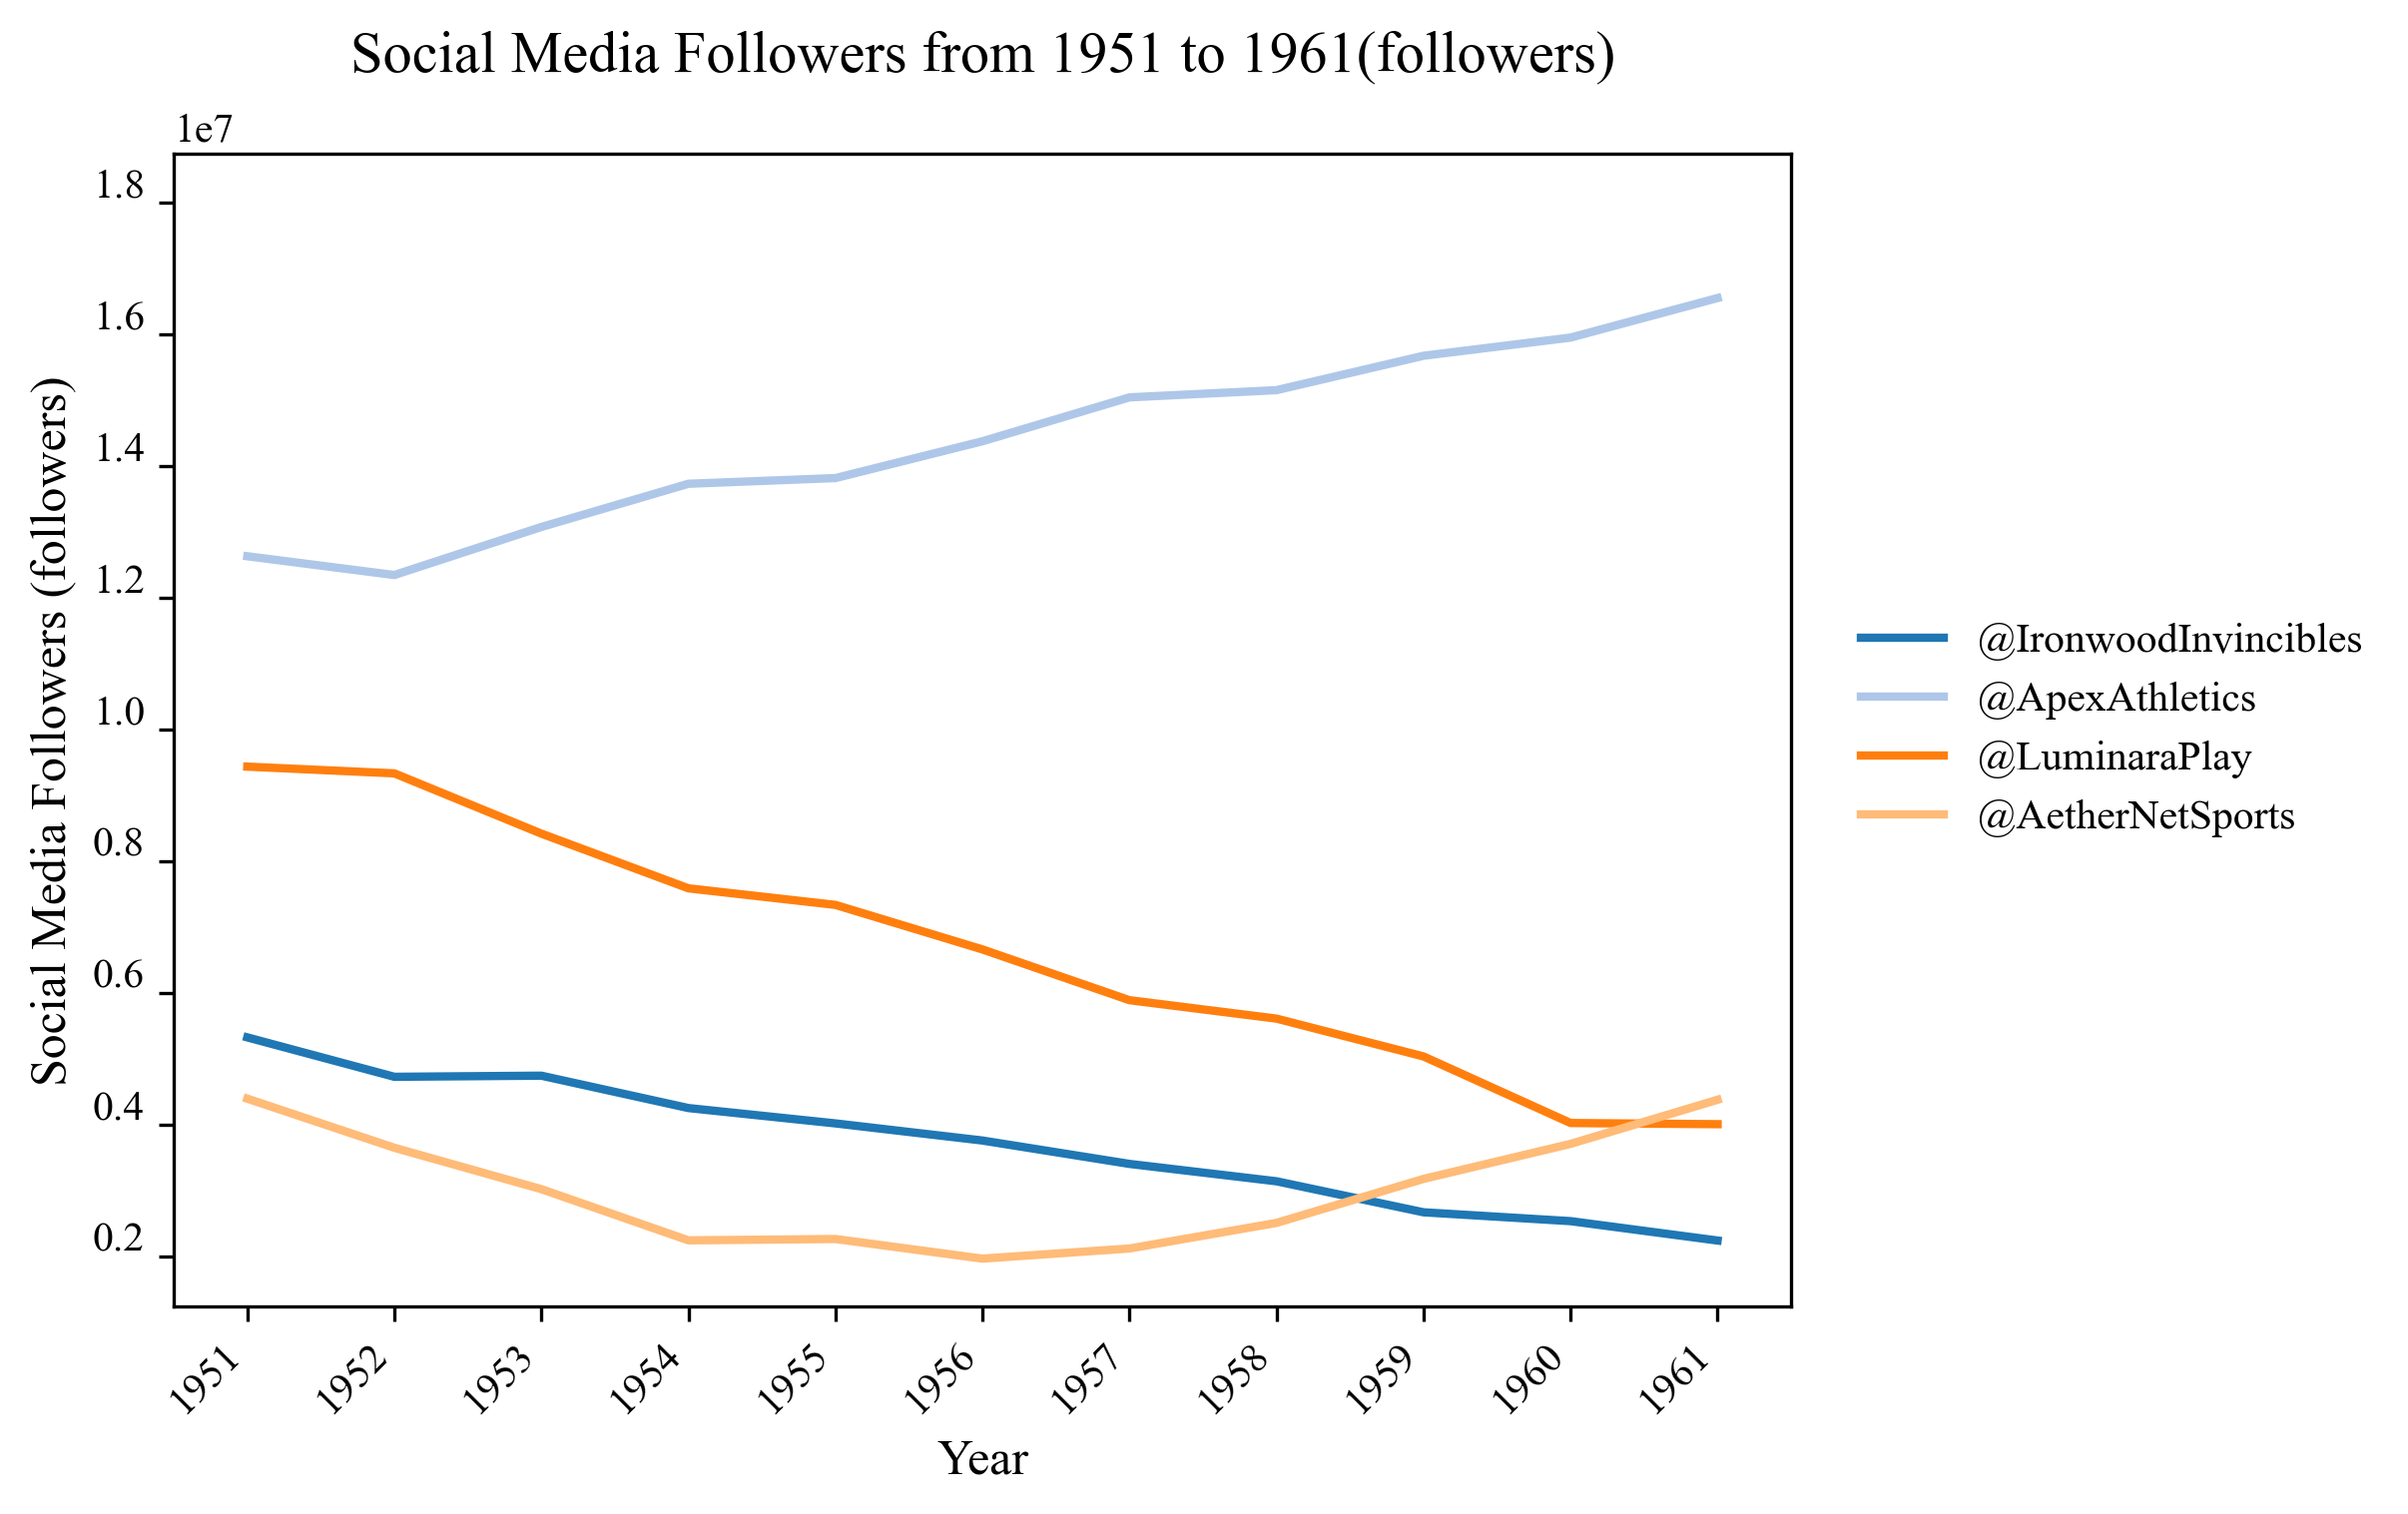 Social Media Followers from 1951 to 1961(followers)
1e7
1.8
1.6
1.4
1.2
1.0
0.8
0.6
0.4
0.2
Social Media Followers (followers)
1951
1952
1953
1954
1955
1956
1957
1958
1959
1960
1961
Year
@IronwoodInvincibles
@ApexAthletics
@LuminaraPlay
@AetherNetSports